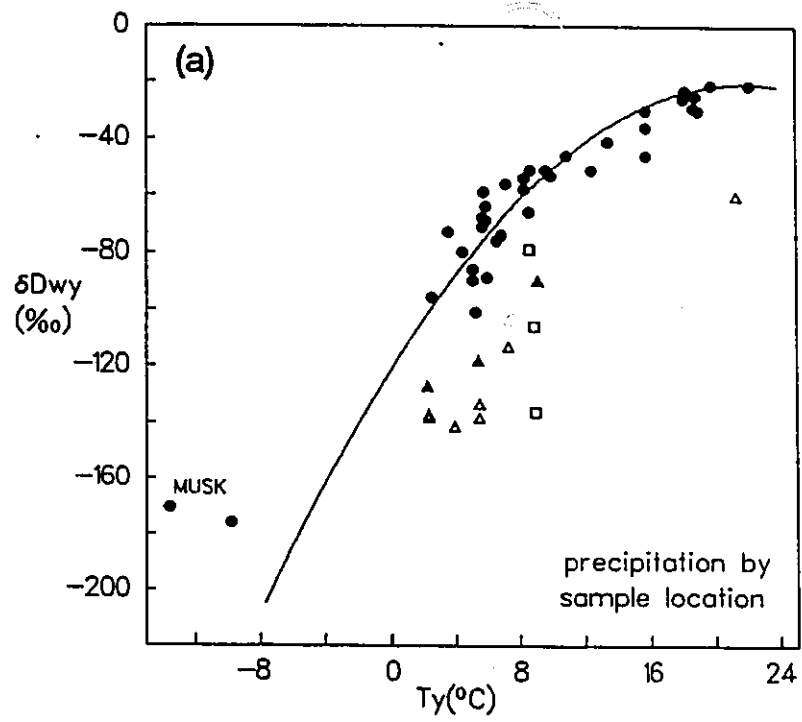 (a)
0
−40
−80
δDwy
(‰)
−120
−160
MUSK
−200
precipitation by
sample location
−8
0
8
16
24
Ty(°C)